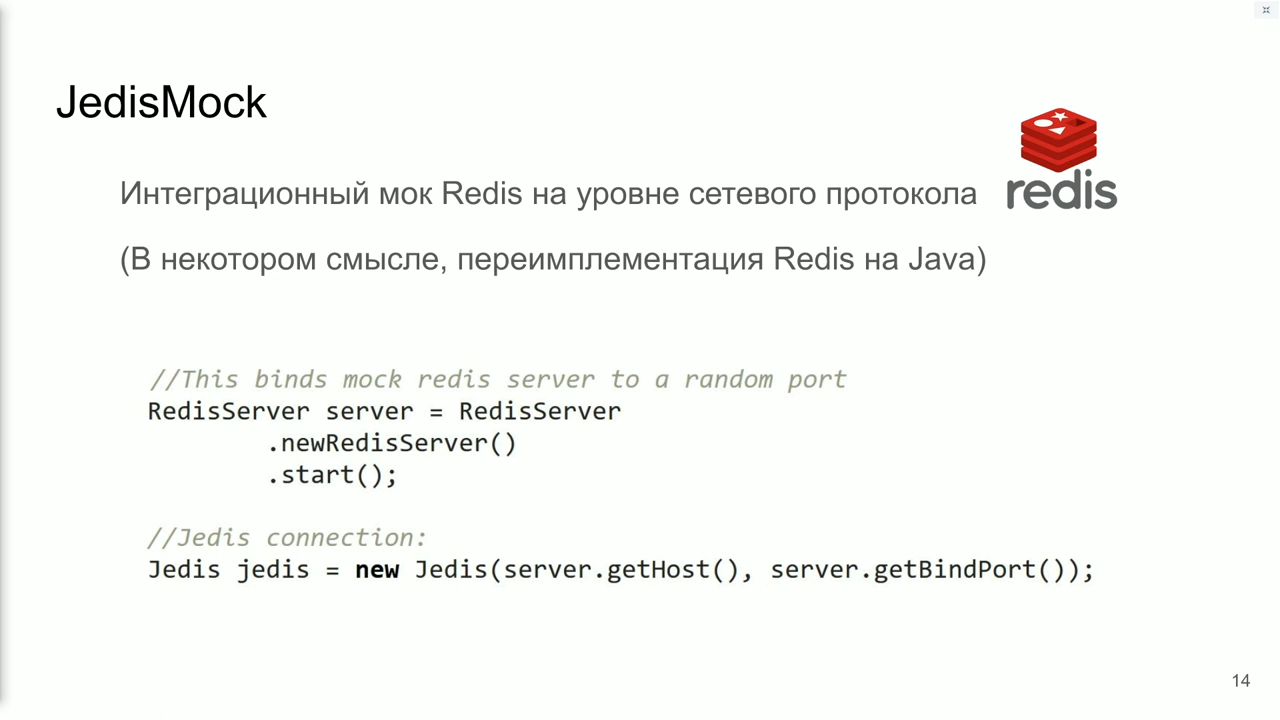 JedisMock
Интеграционный мок Redis на уровне сетевого протокола
redis
(В некотором смысле, переимплементация Redis на Java)
//This binds mock redis server to a random port
RedisServer server = RedisServer
.newRedisServer()
.start();
//Jedis connection:
Jedis jedis = new Jedis(server.getHost(), server.getBindPort());
14